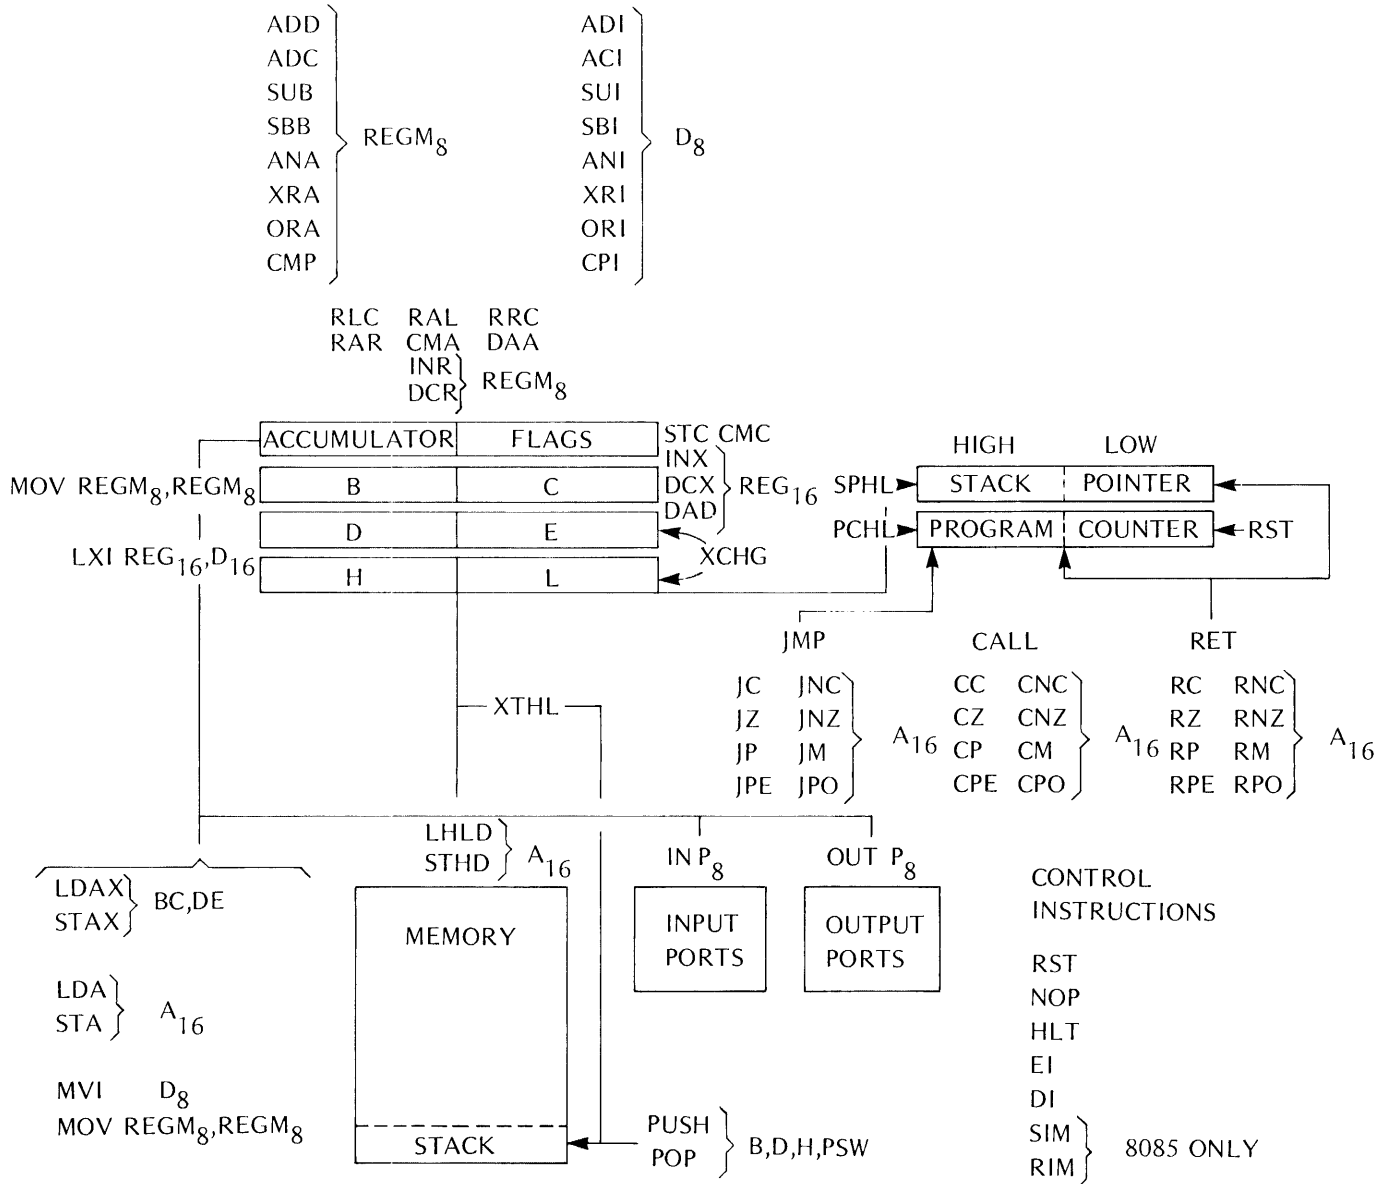 ADD
ADC
SUB
SBB
ANA
XRA
ORA
CMP
REGM8
ADI
ACI
SUI
SBI
ANI
XRI
ORI
CPI
D8
RLC RAL RRC
RAR CMA DAA
INR
DCR
REGM8
ACCUMULATOR FLAGS
STC CMC
MOV REGM8,REGM8
B C
INX
DCX
DAD
REG16
D E
LXI REG16,D16
H L
XCHG
HIGH LOW
SPHL STACK POINTER
PCHL PROGRAM COUNTER RST
JMP
JC JNC
JZ JNZ
JP JM
JPE JPO
A16
CALL
CC CNC
CZ CNZ
CP CM
CPE CPO
A16
RET
RC RNC
RZ RNZ
RP RM
RPE RPO
A16
XTHL
LHLD
STHD
A16
IN P8
OUT P8
LDAX
STAX
BC,DE
LDA
STA
A16
MVI D8
MOV REGM8,REGM8
MEMORY
STACK
INPUT
PORTS
OUTPUT
PORTS
PUSH
POP
B,D,H,PSW
CONTROL
INSTRUCTIONS
RST
NOP
HLT
EI
DI
SIM
RIM
8085 ONLY